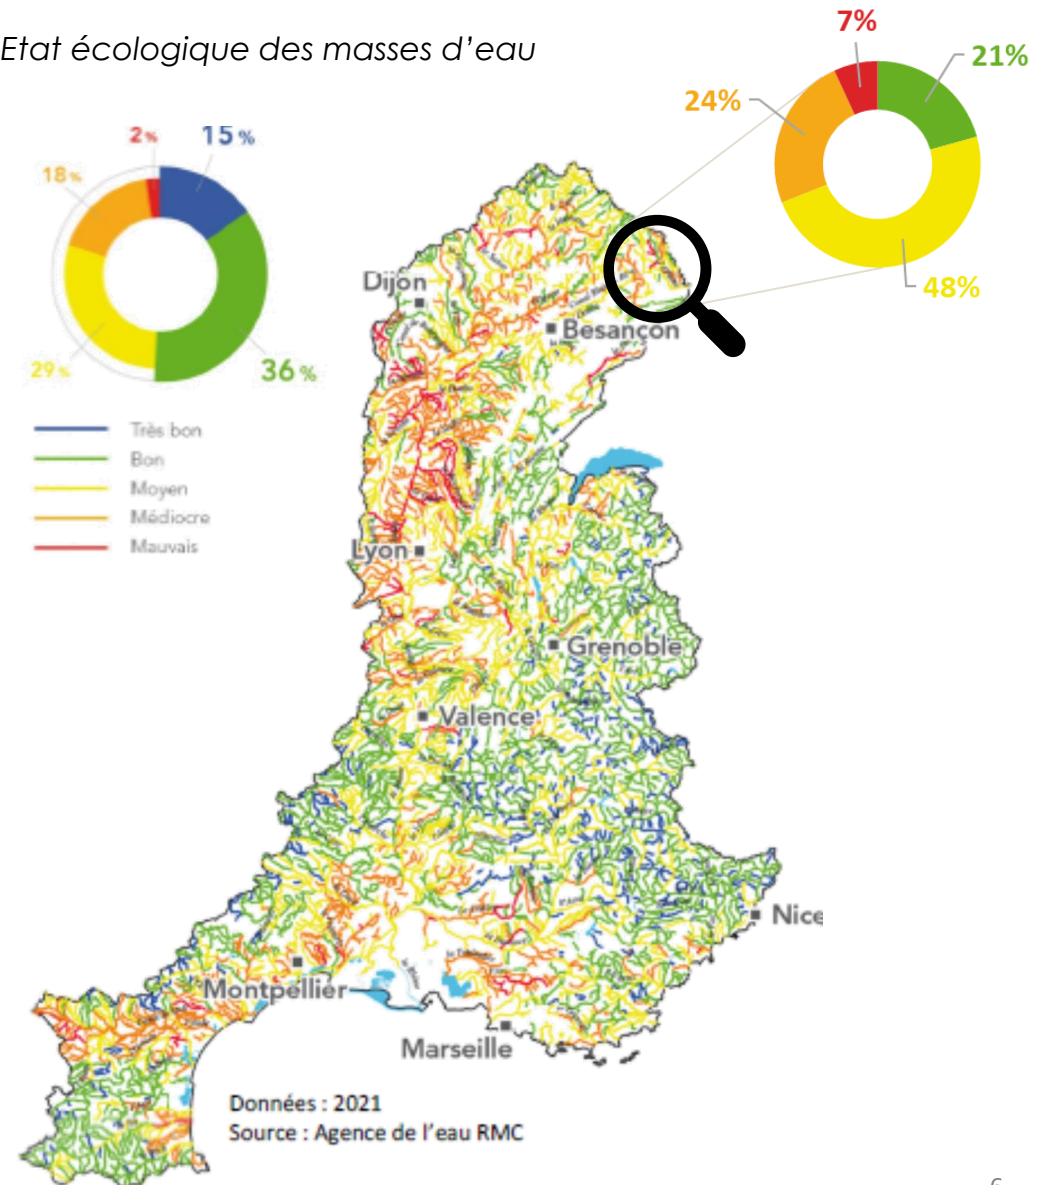 Etat écologique des masses d'eau
7%
21%
24%
48%
2%
15%
18%
29%
36%
Très bon
Bon
Moyen
Médiocre
Mauvais
Dijon
Besançon
Lyon
Grenoble
Valence
Nice
Montpellier
Marseille
Données : 2021
Source : Agence de l'eau RMC